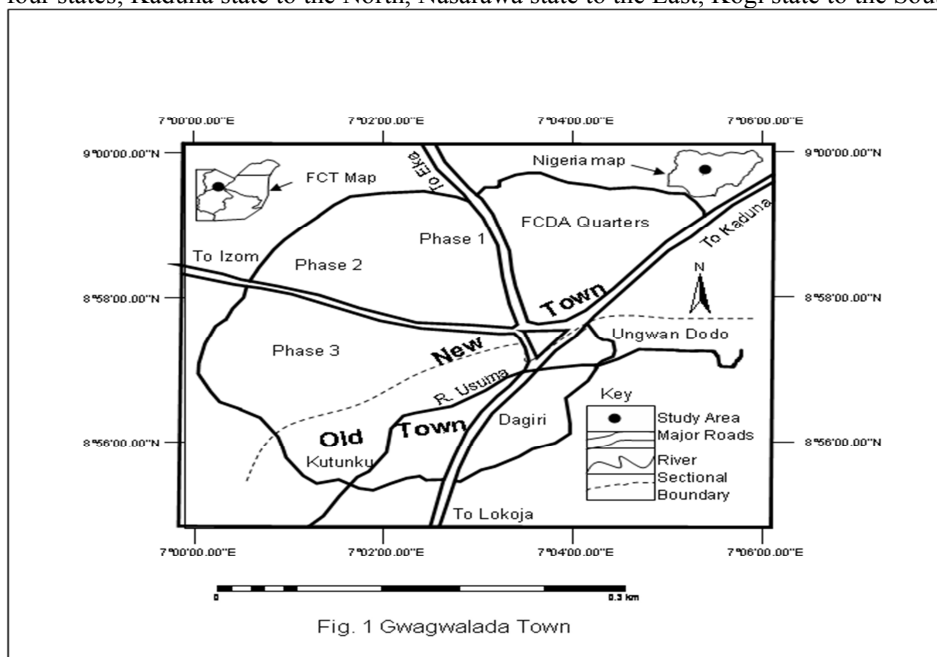 four states; Kaduna state to the North, Nasarawa state to the East, Kogi state to the Sou
7°00'00.00"E 7°02'00.00"E 7°04'00.00"E 7°06'00.00"E
9°00'00.00"N 9°00'00.00"N
Nigeria map
FCT Map
To Eke
FCDA Quarters
To Kaduna
Phase 1
To Izom
Phase 2
N
8°58'00.00"N 8°58'00.00"N
New Town
Ungwan Dodo
Phase 3
R. Usuma
Key
Study Area
Major Roads
River
Sectional
Boundary
Dagiri
Old Town
Kutunku
8°56'00.00"N 8°56'00.00"N
To Lokoja
7°00'00.00"E 7°02'00.00"E 7°04'00.00"E 7°06'00.00"E
0 0.3 km
Fig. 1 Gwagwalada Town